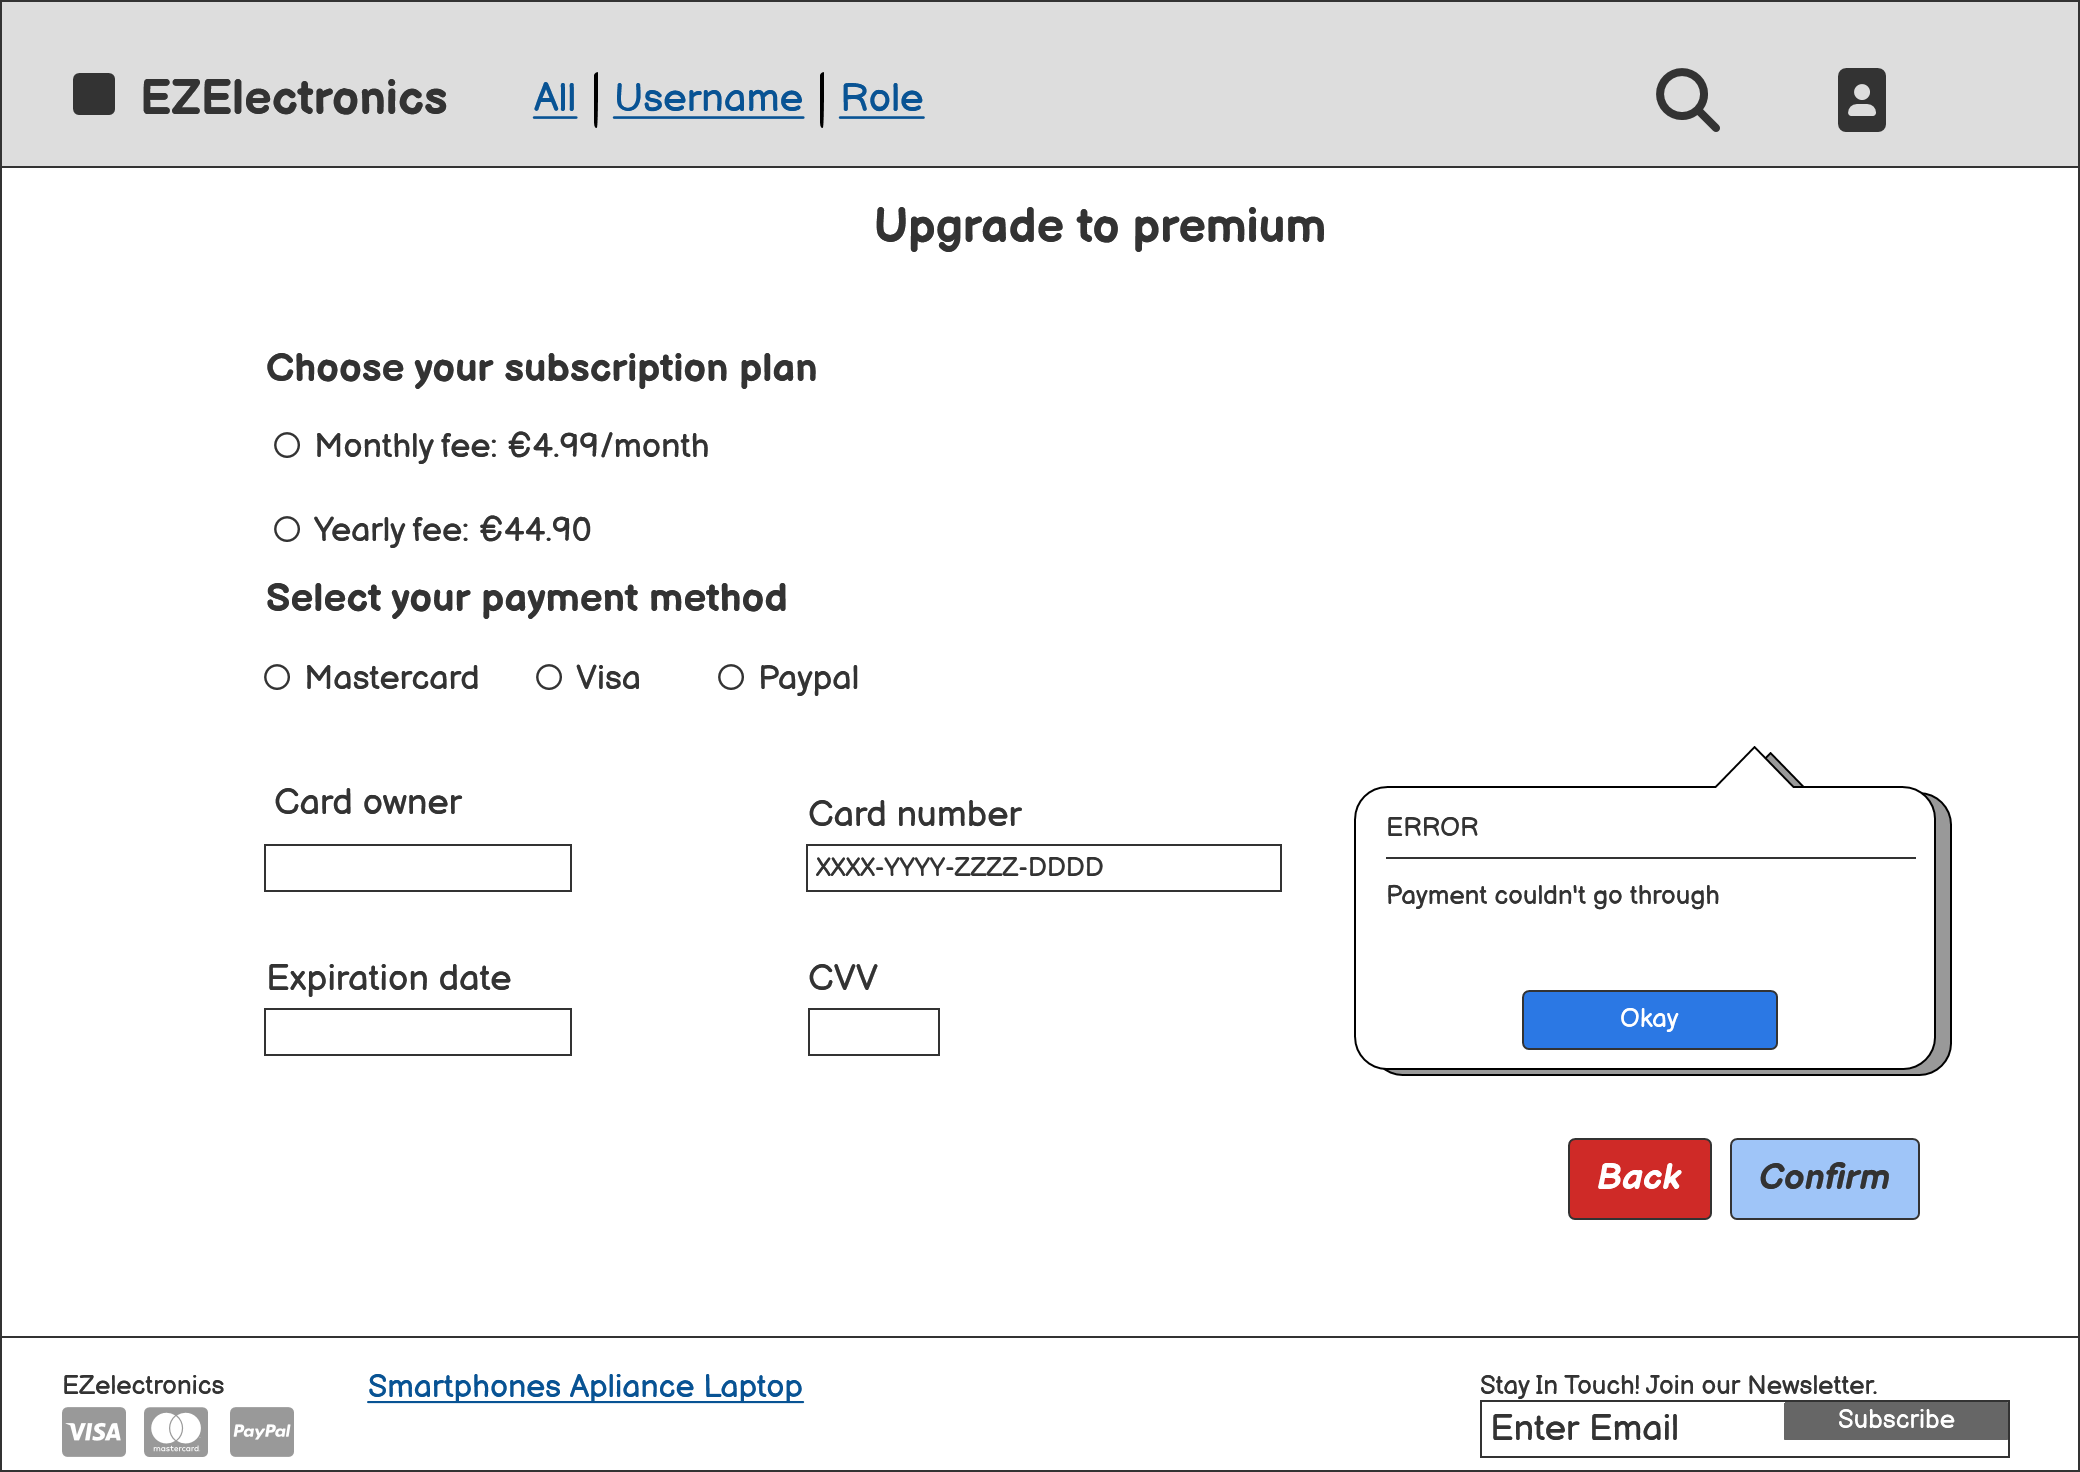 EZElectronics
All
Username
Role
Upgrade to premium
Choose your subscription plan
Monthly fee: €4.99/month
Yearly fee: €44.90
Select your payment method
Mastercard
Visa
Paypal
Card owner
Card number
XXXX-YYYY-ZZZZ-DDDD
Expiration date
CVV
ERROR
Payment couldn't go through
Okay
Back
Confirm
EZelectronics
VISA
mastercard
PayPal
Smartphones Apliance Laptop
Stay In Touch! Join our Newsletter.
Enter Email
Subscribe